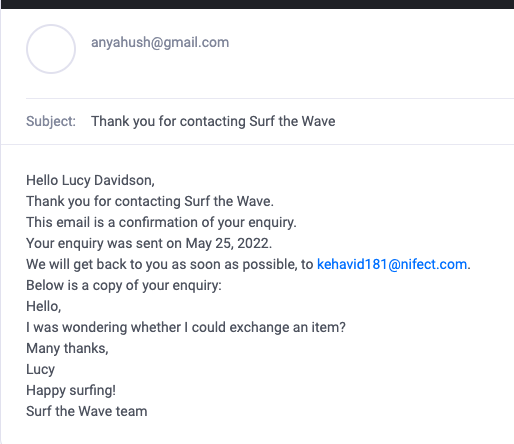 anyahush@gmail.com
Subject: Thank you for contacting Surf the Wave
Hello Lucy Davidson,
Thank you for contacting Surf the Wave.
This email is a confirmation of your enquiry.
Your enquiry was sent on May 25, 2022.
We will get back to you as soon as possible, to kehavid181@nifect.com.
Below is a copy of your enquiry:
Hello,
I was wondering whether I could exchange an item?
Many thanks,
Lucy
Happy surfing!
Surf the Wave team